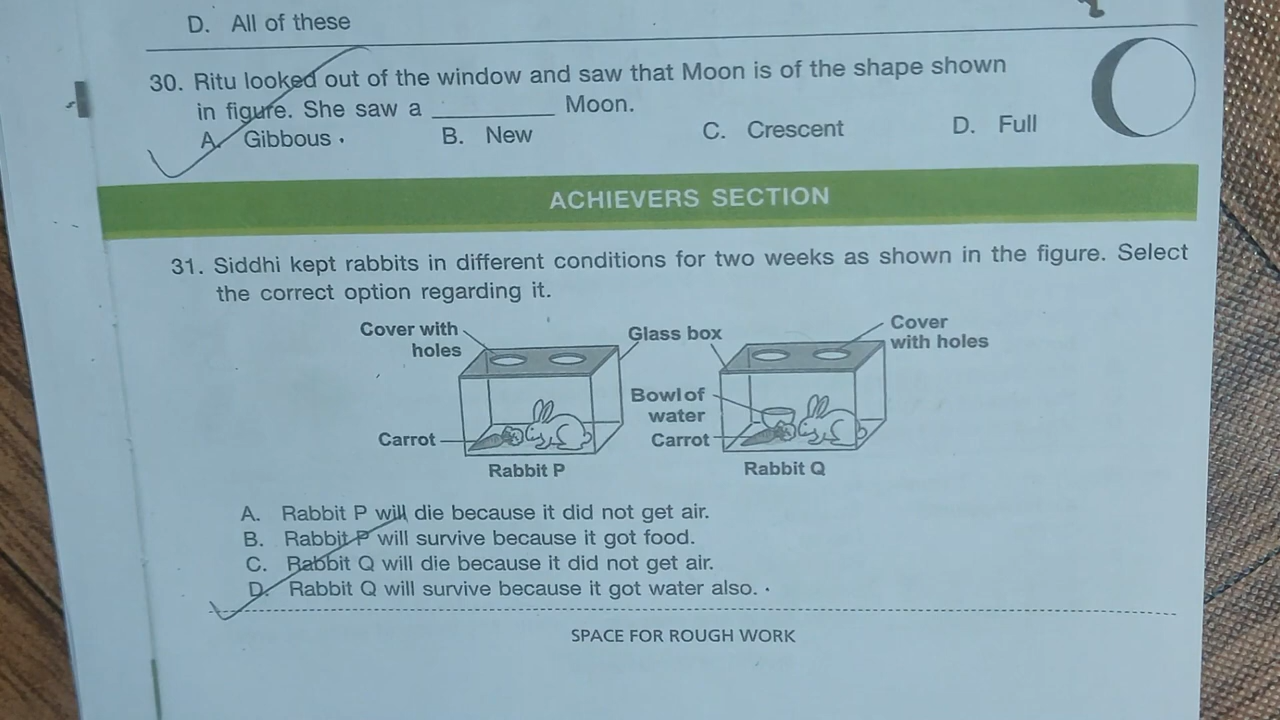 D. All of these
30. Ritu looked out of the window and saw that Moon is of the shape shown
in figure. She saw a __________ Moon.
A. Gibbous . B. New C. Crescent D. Full
ACHIEVERS SECTION
31. Siddhi kept rabbits in different conditions for two weeks as shown in the figure. Select
the correct option regarding it.
Cover with
holes
Glass box
Cover
with holes
Bowl of
water
Carrot
Carrot
Rabbit P
Rabbit Q
A. Rabbit P will die because it did not get air.
B. Rabbit P will survive because it got food.
C. Rabbit Q will die because it did not get air.
D. Rabbit Q will survive because it got water also. .
SPACE FOR ROUGH WORK